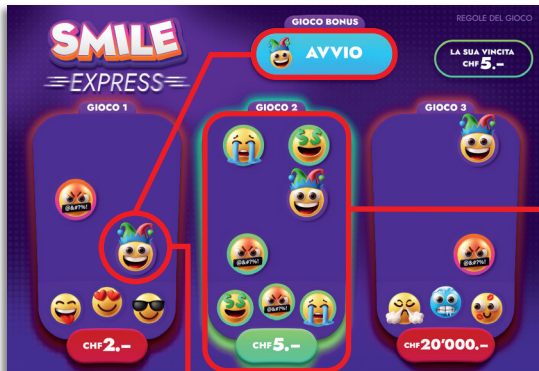 SMILE
EXPRESS
GIOCO BONUS
AVVIO
REGOLE DEL GIOCO
LA SUA VINCITA
CHF 5.–
GIOCO 1
GIOCO 2
GIOCO 3
@&#?%!
@&#?%!
@&#?%!
@&#?%!
CHF 2.–
CHF 5.–
CHF 20'000.–